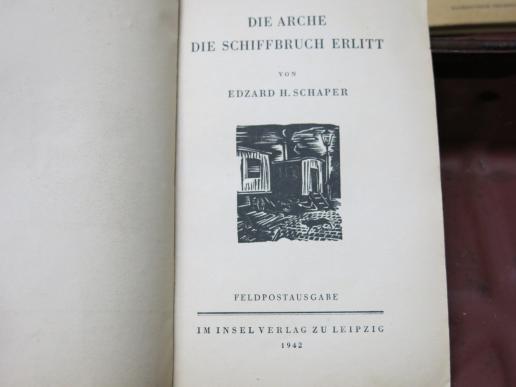 DIE ARCHE
DIE SCHIFFBRUCH ERLITT
VON
EDZARD H. SCHAPER
FELDPOSTAUSGABE
IM INSEL VERLAG ZU LEIPZIG
1942